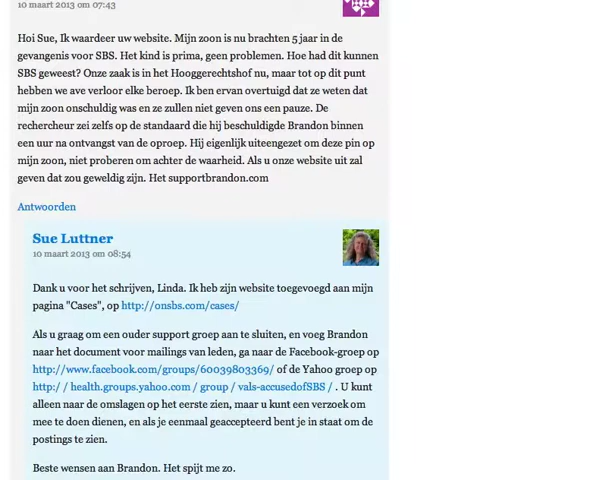 10 maart 2013 om 07:43
Hoi Sue, Ik waardeer uw website. Mijn zoon is nu brachten 5 jaar in de
gevangenis voor SBS. Het kind is prima, geen problemen. Hoe had dit kunnen
SBS geweest? Onze zaak is in het Hooggerechtshof nu, maar tot op dit punt
hebben we ave verloor elke beroep. Ik ben ervan overtuigd dat ze weten dat
mijn zoon onschuldig was en ze zullen niet geven ons een pauze. De
rechercheur zei zelfs op de standaard die hij beschuldigde Brandon binnen
een uur na ontvangst van de oproep. Hij eigenlijk uiteengezet om deze pin op
mijn zoon, niet proberen om achter de waarheid. Als u onze website uit zal
geven dat zou geweldig zijn. Het supportbrandon.com
Antwoorden
Sue Luttner
10 maart 2013 om 08:54
Dank u voor het schrijven, Linda. Ik heb zijn website toegevoegd aan mijn
pagina "Cases", op http://onsbs.com/cases/
Als u graag om een ouder support groep aan te sluiten, en voeg Brandon
naar het document voor mailings van leden, ga naar de Facebook-groep op
http://www.facebook.com/groups/60039803369/ of de Yahoo groep op
http: / / health.groups.yahoo.com / group / vals-accusedofSBS / . U kunt
alleen naar de omslagen op het eerste zien, maar u kunt een verzoek om
mee te doen dienen, en als je eenmaal geaccepteerd bent je in staat om de
postings te zien.
Beste wensen aan Brandon. Het spijt me zo.